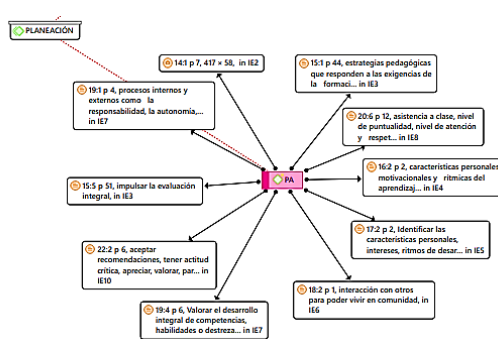 PLANEACIÓN
14:1 p 7, 417 × 58, in IE2
15:1 p 44, estrategias pedagógicas
que responden a las exigencias de
la formaci... in IE3
19:1 p 4, procesos internos y
externos como la
responsabilidad, la autonomía,...
in IE7
20:6 p 12, asistencia a clase, nivel
de puntualidad, nivel de atención
y respet... in IE8
16:2 p 2, características personales
motivacionales y rítmicas del
aprendizaj... in IE4
PA
15:5 p 51, impulsar la evaluación
integral, in IE3
17:2 p 2, Identificar las
características personales,
intereses, ritmos de desar... in IE5
22:2 p 6, aceptar
recomendaciones, tener actitud
crítica, apreciar, valorar, par... in
IE10
18:2 p 1, interacción con otros
para poder vivir en comunidad, in
IE6
19:4 p 6, Valorar el desarrollo
integral de competencias,
habilidades o destreza... in IE7